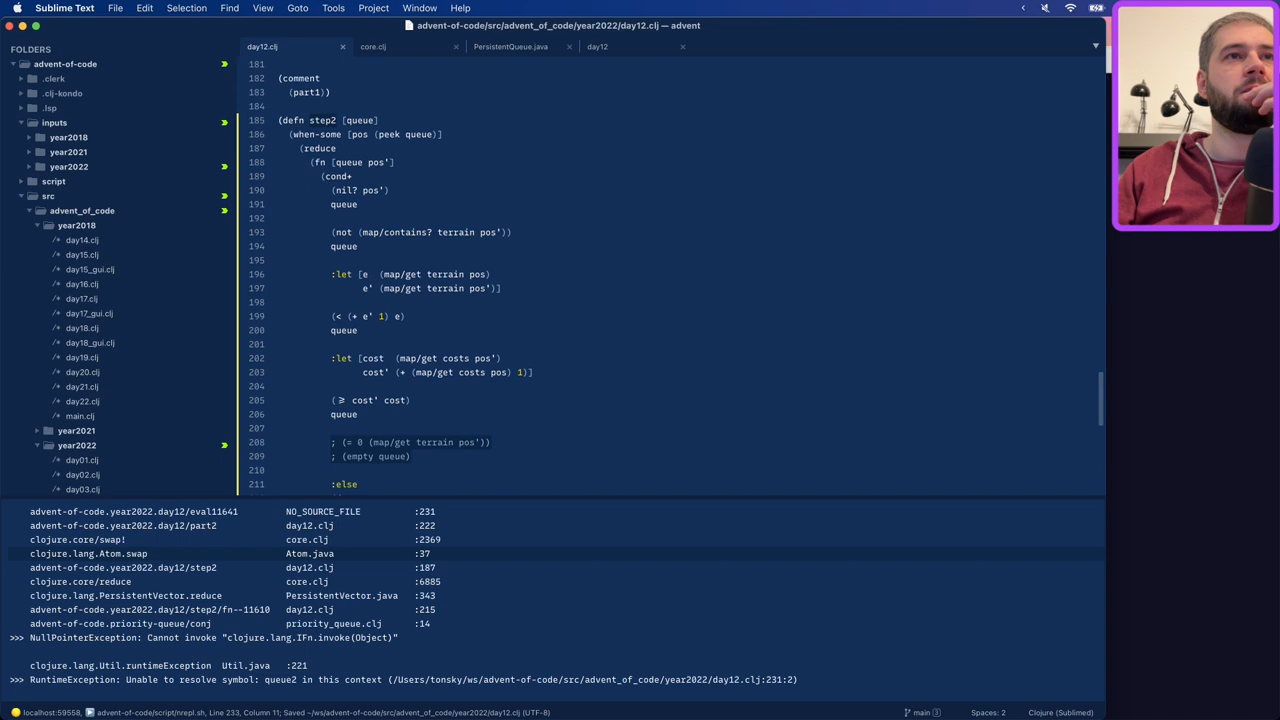 Sublime Text File Edit Selection Find View Goto Tools Project Window Help
advent-of-code/src/advent_of_code/year2022/day12.clj — advent
FOLDERS
advent-of-code
.clerk
.clj-kondo
.lsp
inputs
year2018
year2021
year2022
script
src
advent_of_code
year2018
/* day14.clj
/* day15.clj
/* day15_gui.clj
/* day16.clj
/* day17.clj
/* day17_gui.clj
/* day18.clj
/* day18_gui.clj
/* day19.clj
/* day20.clj
/* day21.clj
/* day22.clj
/* main.clj
year2021
year2022
/* day01.clj
/* day02.clj
/* day03.clj
day12.clj × core.clj × PersistentQueue.java × day12 ×
181
182 (comment
183 (part1))
184
185 (defn step2 [queue]
186 (when-some [pos (peek queue)]
187 (reduce
188 (fn [queue pos']
189 (cond+
190 (nil? pos')
191 queue
192
193 (not (map/contains? terrain pos'))
194 queue
195
196 :let [e (map/get terrain pos)
197 e' (map/get terrain pos')]
198
199 (< (+ e' 1) e)
200 queue
201
202 :let [cost (map/get costs pos')
203 cost' (+ (map/get costs pos) 1)]
204
205 (≥ cost' cost)
206 queue
207
208 ; (= 0 (map/get terrain pos'))
209 ; (empty queue)
210
211 :else
advent-of-code.year2022.day12/eval11641 NO_SOURCE_FILE :231
advent-of-code.year2022.day12/part2 day12.clj :222
clojure.core/swap! core.clj :2369
clojure.lang.Atom.swap Atom.java :37
advent-of-code.year2022.day12/step2 day12.clj :187
clojure.core/reduce core.clj :6885
clojure.lang.PersistentVector.reduce PersistentVector.java :343
advent-of-code.year2022.day12/step2/fn--11610 day12.clj :215
advent-of-code.priority-queue/conj priority_queue.clj :14
>>> NullPointerException: Cannot invoke "clojure.lang.IFn.invoke(Object)"
clojure.lang.Util.runtimeException Util.java :221
>>> RuntimeException: Unable to resolve symbol: queue2 in this context (/Users/tonsky/ws/advent-of-code/src/advent_of_code/year2022/day12.clj:231:2)
localhost:59558, advent-of-code/script/nrepl.sh, Line 233, Column 11; Saved ~/ws/advent-of-code/src/advent_of_code/year2022/day12.clj (UTF-8) main 3 Spaces: 2 Clojure (Sublimed)